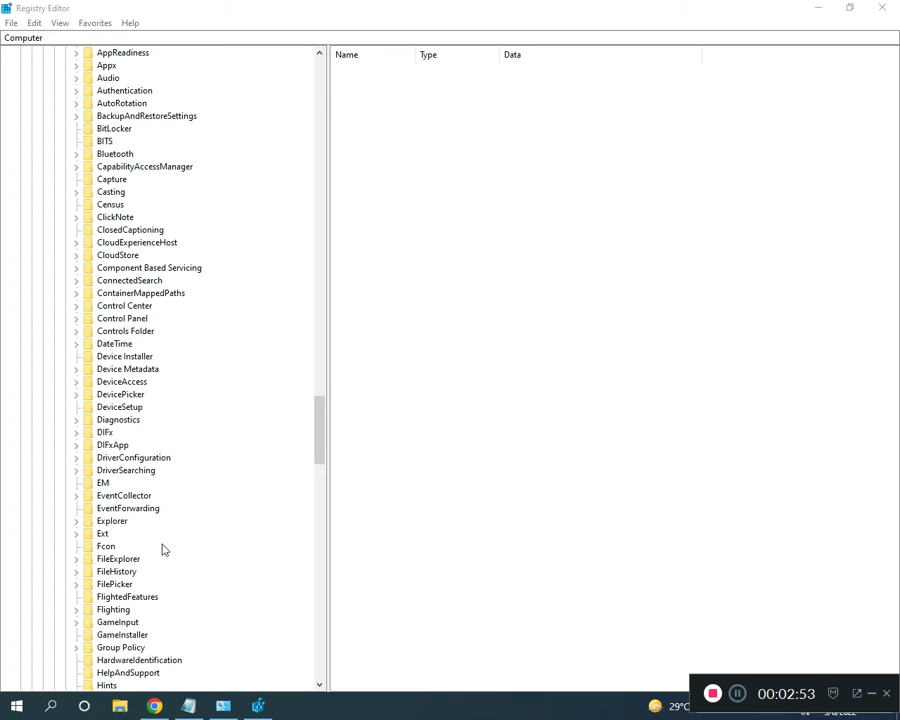 Registry Editor
File Edit View Favorites Help
Computer
Name Type Data
AppReadiness
Appx
Audio
Authentication
AutoRotation
BackupAndRestoreSettings
BitLocker
BITS
Bluetooth
CapabilityAccessManager
Capture
Casting
Census
ClickNote
ClosedCaptioning
CloudExperienceHost
CloudStore
Component Based Servicing
ConnectedSearch
ContainerMappedPaths
Control Center
Control Panel
Controls Folder
DateTime
Device Installer
Device Metadata
DeviceAccess
DevicePicker
DeviceSetup
Diagnostics
DIFx
DIFxApp
DriverConfiguration
DriverSearching
EM
EventCollector
EventForwarding
Explorer
Ext
Fcon
FileExplorer
FileHistory
FilePicker
FlightedFeatures
Flighting
GameInput
GameInstaller
Group Policy
HardwareIdentification
HelpAndSupport
Hints
00:02:53
29°C